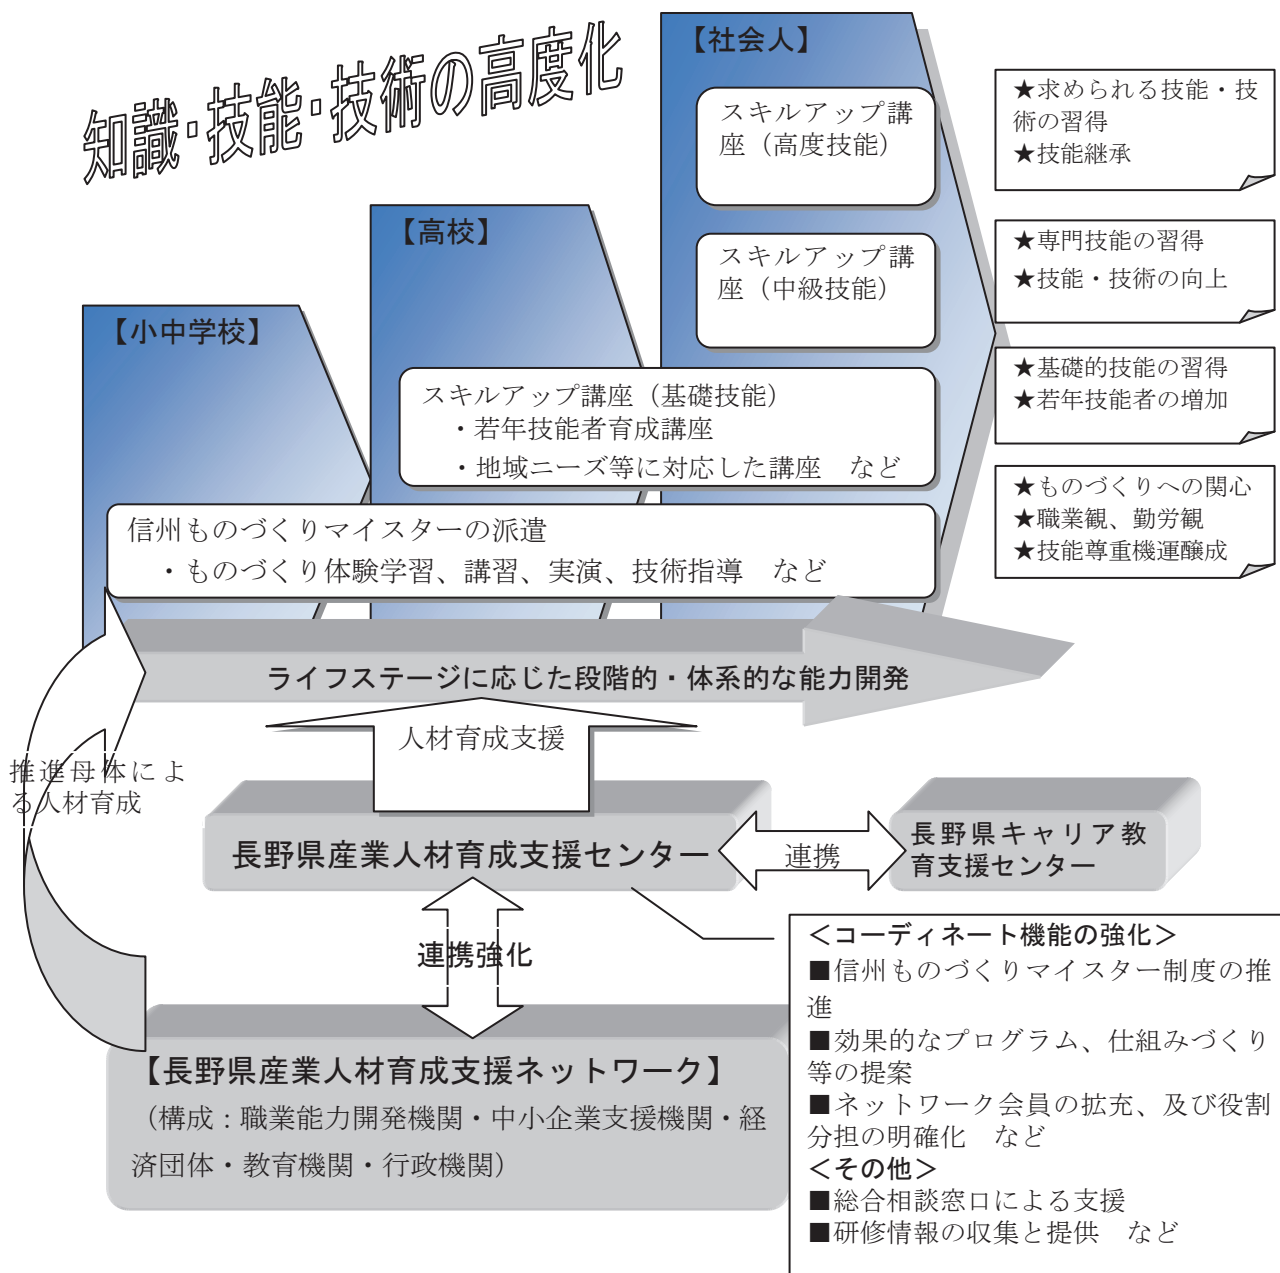 知識・技能・技術の高度化
【社会人】
スキルアップ講
座（高度技能）
スキルアップ講
座（中級技能）
【高校】
【小中学校】
スキルアップ講座（基礎技能）
・若年技能者育成講座
・地域ニーズ等に対応した講座　など
信州ものづくりマイスターの派遣
・ものづくり体験学習、講習、実演、技術指導　など
★求められる技能・技
術の習得
★技能継承
★専門技能の習得
★技能・技術の向上
★基礎的技能の習得
★若年技能者の増加
★ものづくりへの関心
★職業観、勤労観
★技能尊重機運醸成
ライフステージに応じた段階的・体系的な能力開発
人材育成支援
推進母体によ
る人材育成
長野県産業人材育成支援センター
連携
長野県キャリア教
育支援センター
連携強化
【長野県産業人材育成支援ネットワーク】
（構成：職業能力開発機関・中小企業支援機関・経
済団体・教育機関・行政機関）
＜コーディネート機能の強化＞
■信州ものづくりマイスター制度の推
進
■効果的なプログラム、仕組みづくり
等の提案
■ネットワーク会員の拡充、及び役割
分担の明確化　など
＜その他＞
■総合相談窓口による支援
■研修情報の収集と提供　など